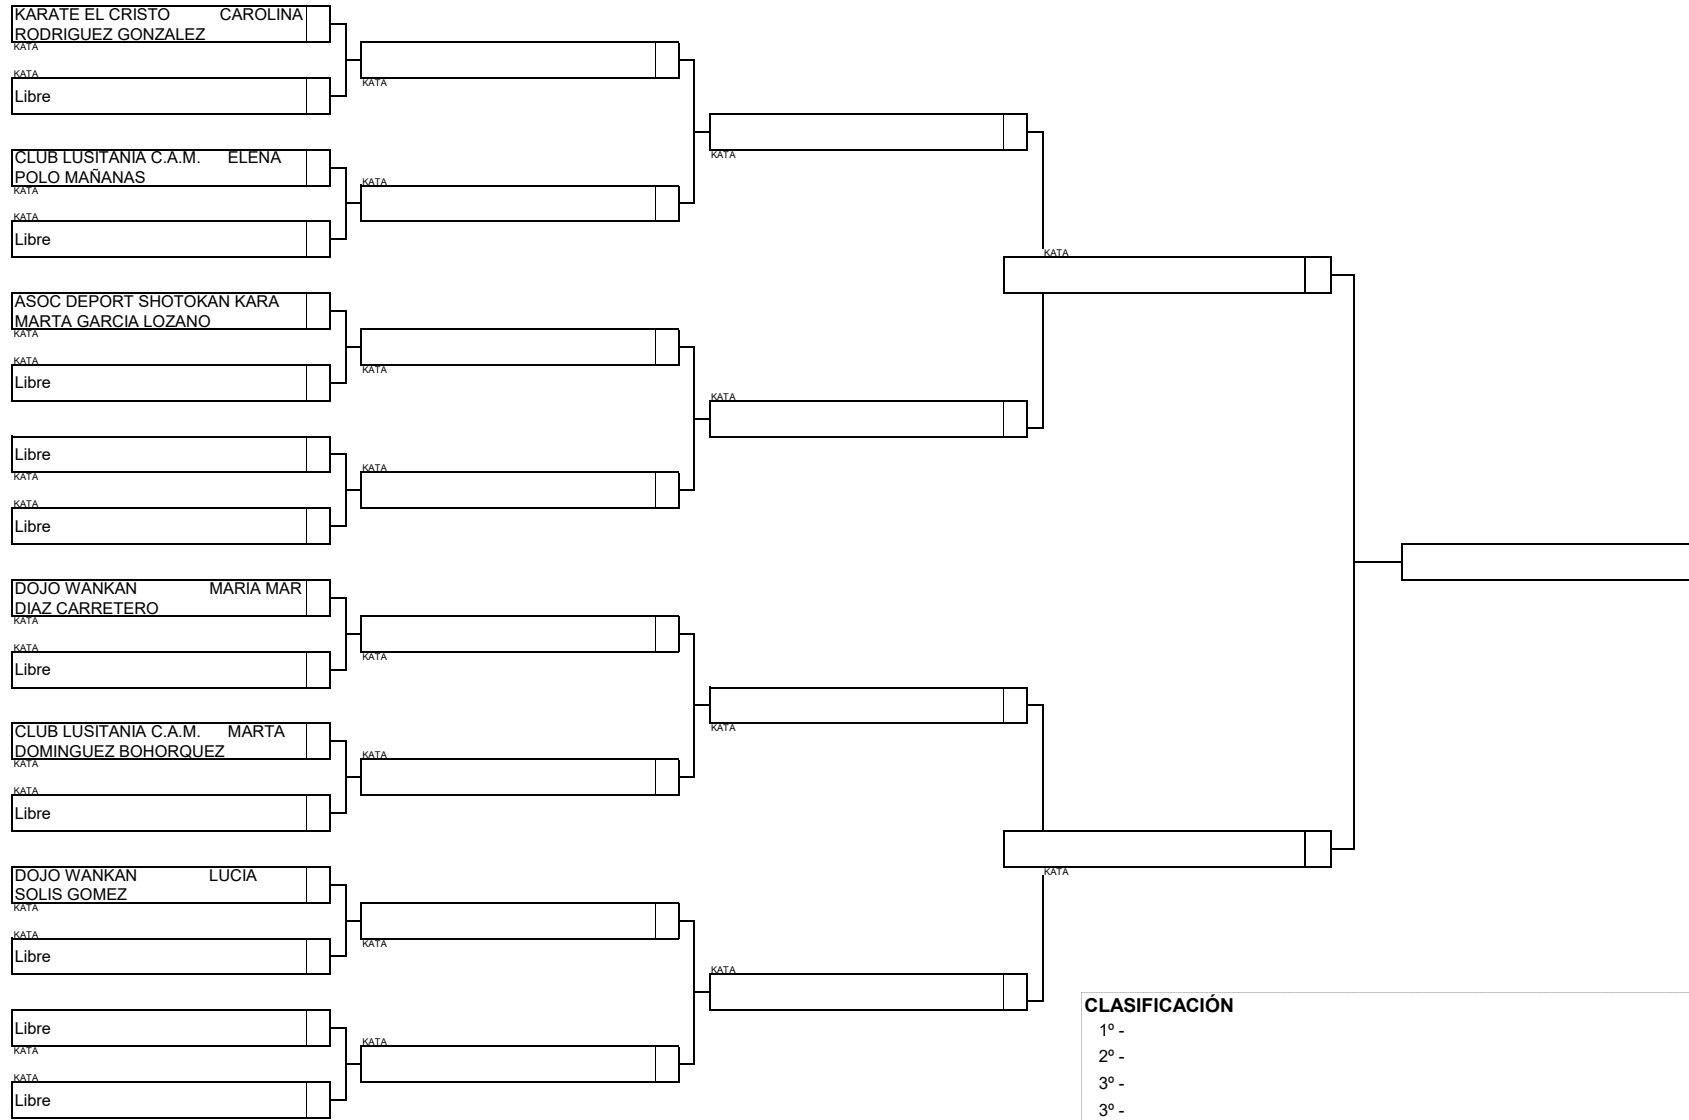 KARATE EL CRISTO CAROLINA
RODRIGUEZ GONZALEZ
KATA
KATA
Libre
CLUB LUSITANIA C.A.M. ELENA
POLO MAÑANAS
KATA
KATA
Libre
ASOC DEPORT SHOTOKAN KARA
MARTA GARCIA LOZANO
KATA
KATA
Libre
Libre
KATA
KATA
Libre
DOJO WANKAN MARIA MAR
DIAZ CARRETERO
KATA
KATA
Libre
CLUB LUSITANIA C.A.M. MARTA
DOMINGUEZ BOHORQUEZ
KATA
KATA
Libre
DOJO WANKAN LUCIA
SOLIS GOMEZ
KATA
KATA
Libre
Libre
KATA
KATA
Libre
KATA
KATA
KATA
KATA
KATA
KATA
KATA
KATA
KATA
KATA
KATA
KATA
KATA
KATA
CLASIFICACIÓN
1º -
2º -
3º -
3º -